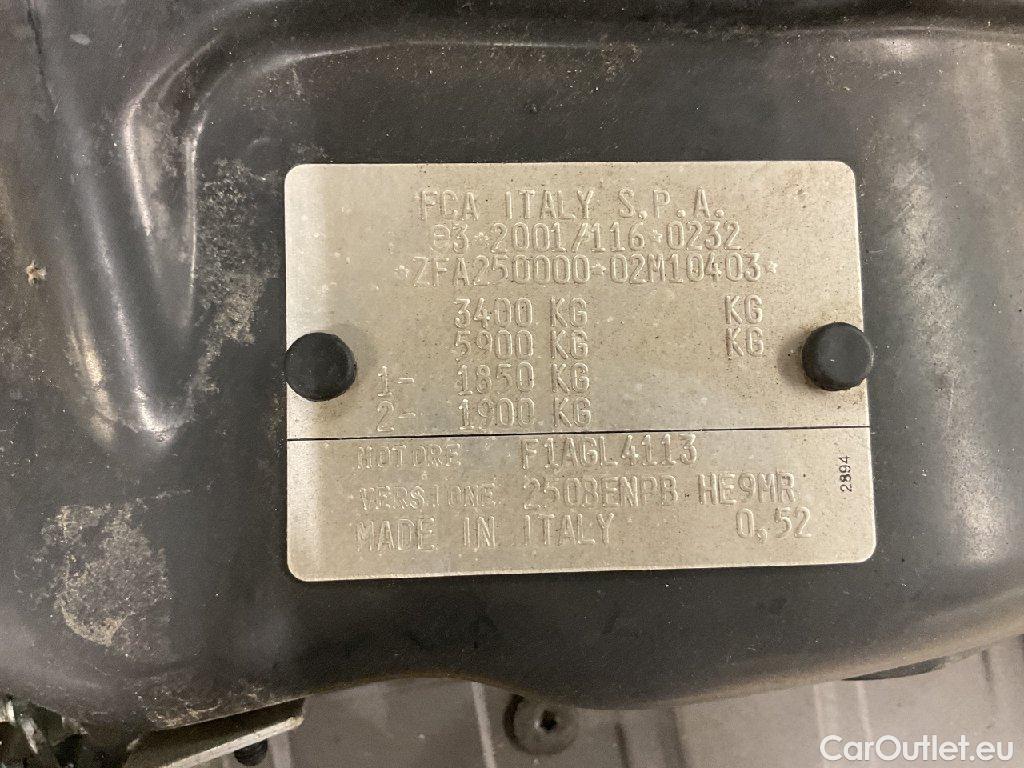 FCA ITALY S.P.A.
e3*2001/116*0232
*ZFA250000*02M10403*
3400 KG KG
5900 KG KG
1- 1850 KG
2- 1900 KG
MOTORE F1AGL4113
VERSIONE 250BENPB HE9MR
MADE IN ITALY 0,52
2894
CarOutlet.eu